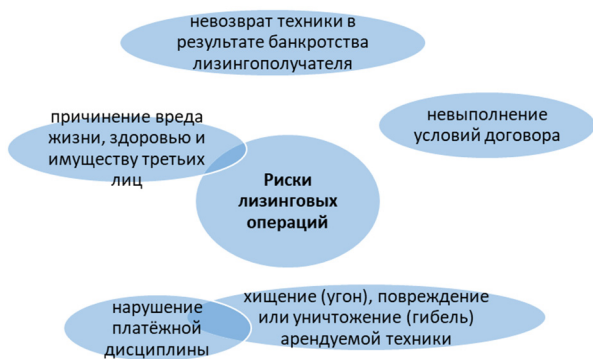 невозврат техники в
результате банкротства
лизингополучателя
причинение вреда
жизни, здоровью и
имуществу третьих
лиц
невыполнение
условий договора
Риски
лизинговых
операций
нарушение
платёжной
дисциплины
хищение (угон), повреждение
или уничтожение (гибель)
арендуемой техники